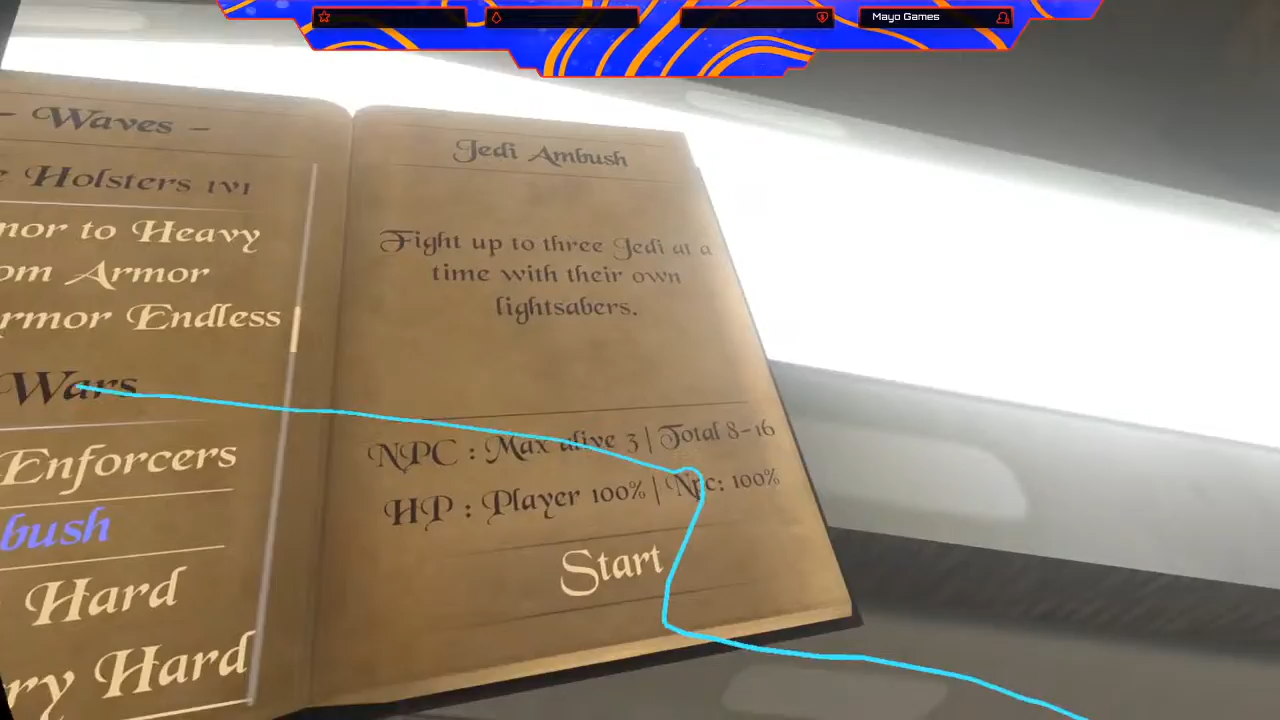 Mayo Games
- Waves -
Holsters 1v1
mor to Heavy
om Armor
rmor Endless
Wars
Enforcers
bush
Hard
ry Hard
Jedi Ambush
Fight up to three Jedi at a
time with their own
lightsabers.
NPC : Max alive 3 | Total 8-16
HP : Player 100% | Npc: 100%
Start